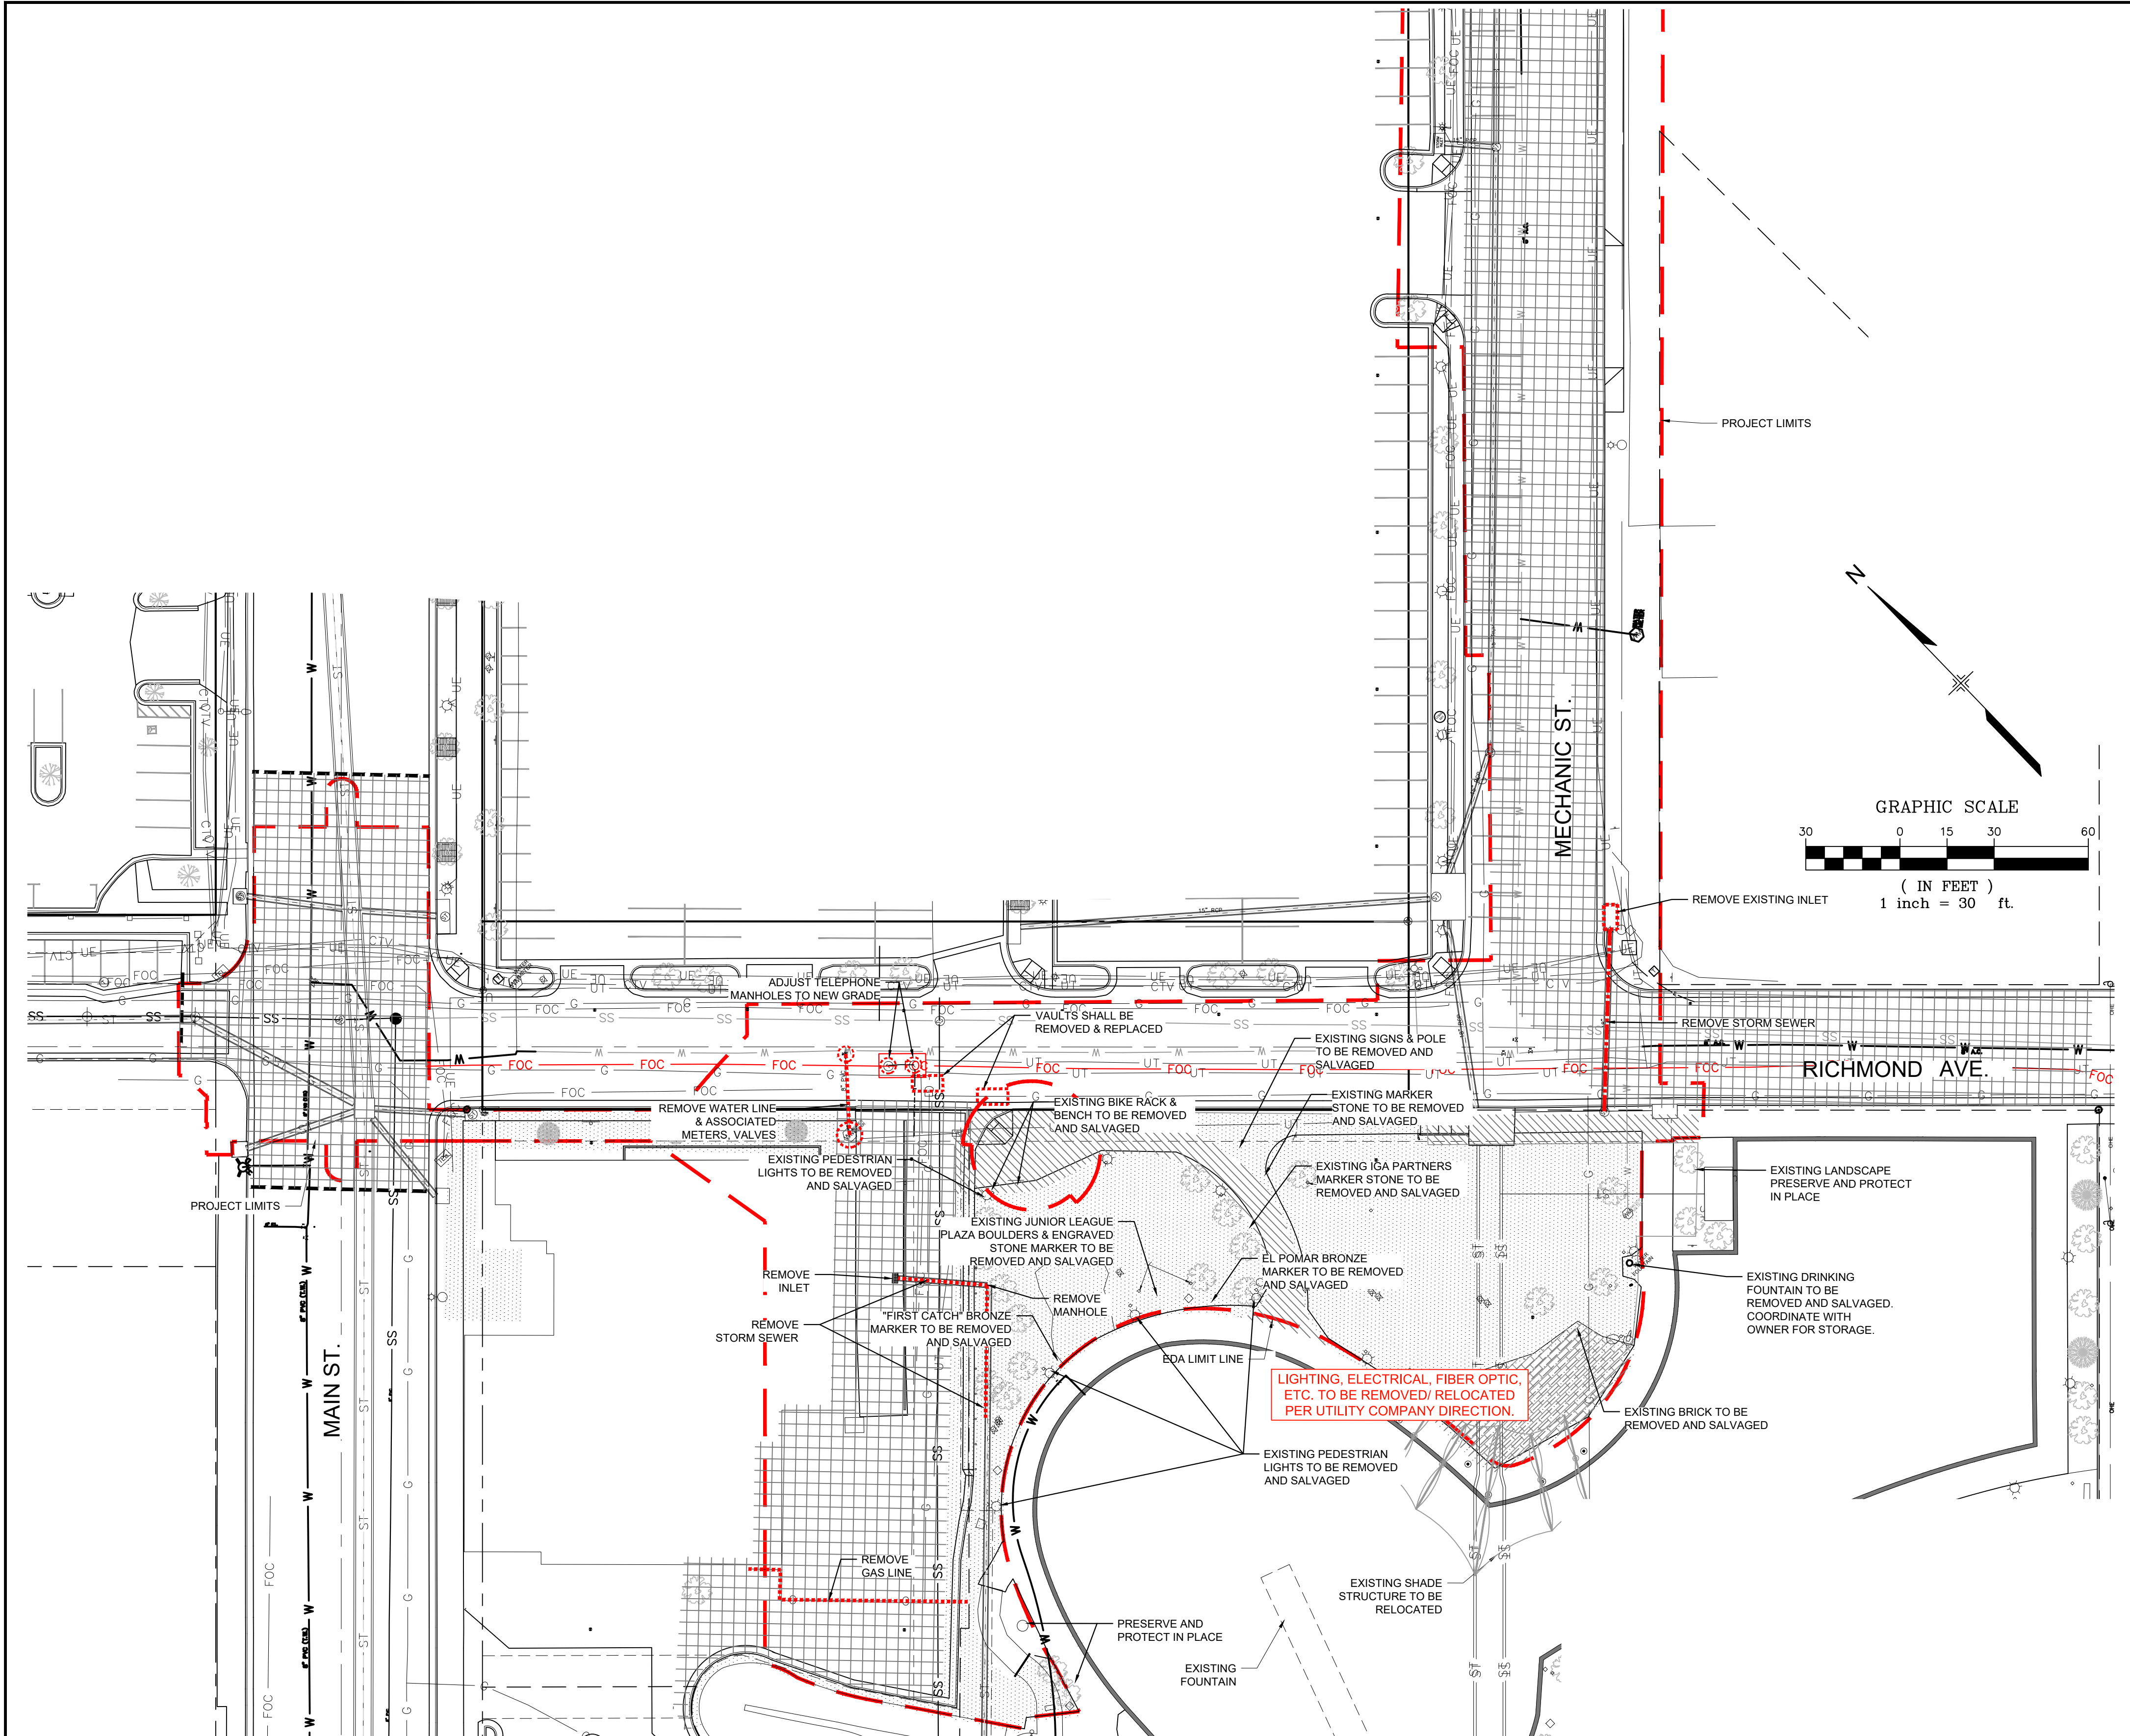 PROJECT LIMITS
N
MECHANIC ST.
GRAPHIC SCALE
30 0 15 30 60
( IN FEET )
1 inch = 30 ft.
REMOVE EXISTING INLET
15" RCP
ADJUST TELEPHONE
MANHOLES TO NEW GRADE
VAULTS SHALL BE
REMOVED & REPLACED
REMOVE STORM SEWER
RICHMOND AVE.
EXISTING SIGNS & POLE
TO BE REMOVED AND
SALVAGED
REMOVE WATER LINE
& ASSOCIATED
METERS, VALVES
EXISTING BIKE RACK &
BENCH TO BE REMOVED
AND SALVAGED
EXISTING MARKER
STONE TO BE REMOVED
AND SALVAGED
EXISTING PEDESTRIAN
LIGHTS TO BE REMOVED
AND SALVAGED
EXISTING IGA PARTNERS
MARKER STONE TO BE
REMOVED AND SALVAGED
EXISTING LANDSCAPE
PRESERVE AND PROTECT
IN PLACE
PROJECT LIMITS
EXISTING JUNIOR LEAGUE
PLAZA BOULDERS & ENGRAVED
STONE MARKER TO BE
REMOVED AND SALVAGED
EL POMAR BRONZE
MARKER TO BE REMOVED
AND SALVAGED
REMOVE
INLET
REMOVE
MANHOLE
EXISTING DRINKING
FOUNTAIN TO BE
REMOVED AND SALVAGED.
COORDINATE WITH
OWNER FOR STORAGE.
REMOVE
STORM SEWER
"FIRST CATCH" BRONZE
MARKER TO BE REMOVED
AND SALVAGED
EDA LIMIT LINE
MAIN ST.
LIGHTING, ELECTRICAL, FIBER OPTIC,
ETC. TO BE REMOVED/ RELOCATED
PER UTILITY COMPANY DIRECTION.
EXISTING BRICK TO BE
REMOVED AND SALVAGED
EXISTING PEDESTRIAN
LIGHTS TO BE REMOVED
AND SALVAGED
REMOVE
GAS LINE
EXISTING SHADE
STRUCTURE TO BE
RELOCATED
PRESERVE AND
PROTECT IN PLACE
EXISTING
FOUNTAIN